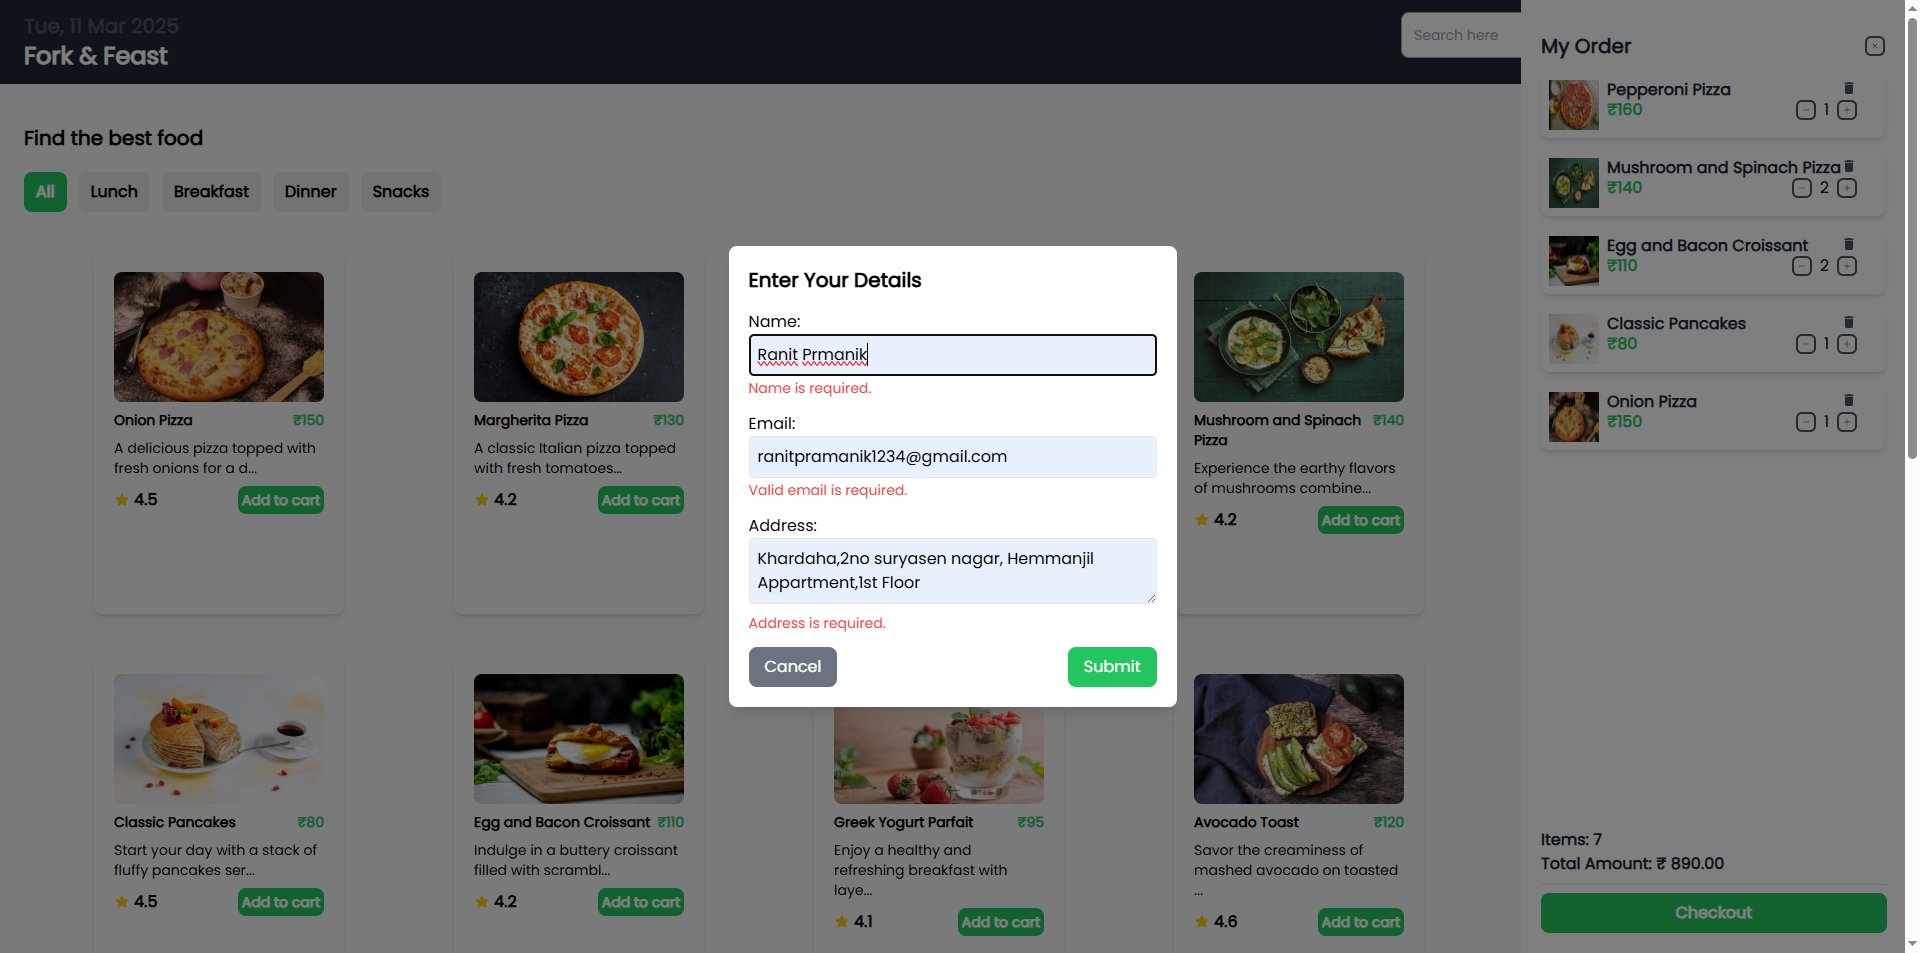 Tue, 11 Mar 2025
Fork & Feast
Search here
Find the best food
All
Lunch
Breakfast
Dinner
Snacks
Onion Pizza
₹150
A delicious pizza topped with
fresh onions for a d...
4.5
Add to cart
Margherita Pizza
₹130
A classic Italian pizza topped
with fresh tomatoes...
4.2
Add to cart
Mushroom and Spinach
Pizza
₹140
Experience the earthy flavors
of mushrooms combine...
4.2
Add to cart
Classic Pancakes
₹80
Start your day with a stack of
fluffy pancakes ser...
4.5
Add to cart
Egg and Bacon Croissant
₹110
Indulge in a buttery croissant
filled with scrambl...
4.2
Add to cart
Greek Yogurt Parfait
₹95
Enjoy a healthy and
refreshing breakfast with
laye...
4.1
Add to cart
Avocado Toast
₹120
Savor the creaminess of
mashed avocado on toasted
...
4.6
Add to cart
Enter Your Details
Name:
Ranit Prmanik
Name is required.
Email:
ranitpramanik1234@gmail.com
Valid email is required.
Address:
Khardaha,2no suryasen nagar, Hemmanjil
Appartment,1st Floor
Address is required.
Cancel
Submit
My Order
Pepperoni Pizza
₹160
1
Mushroom and Spinach Pizza
₹140
2
Egg and Bacon Croissant
₹110
2
Classic Pancakes
₹80
1
Onion Pizza
₹150
1
Items: 7
Total Amount: ₹ 890.00
Checkout